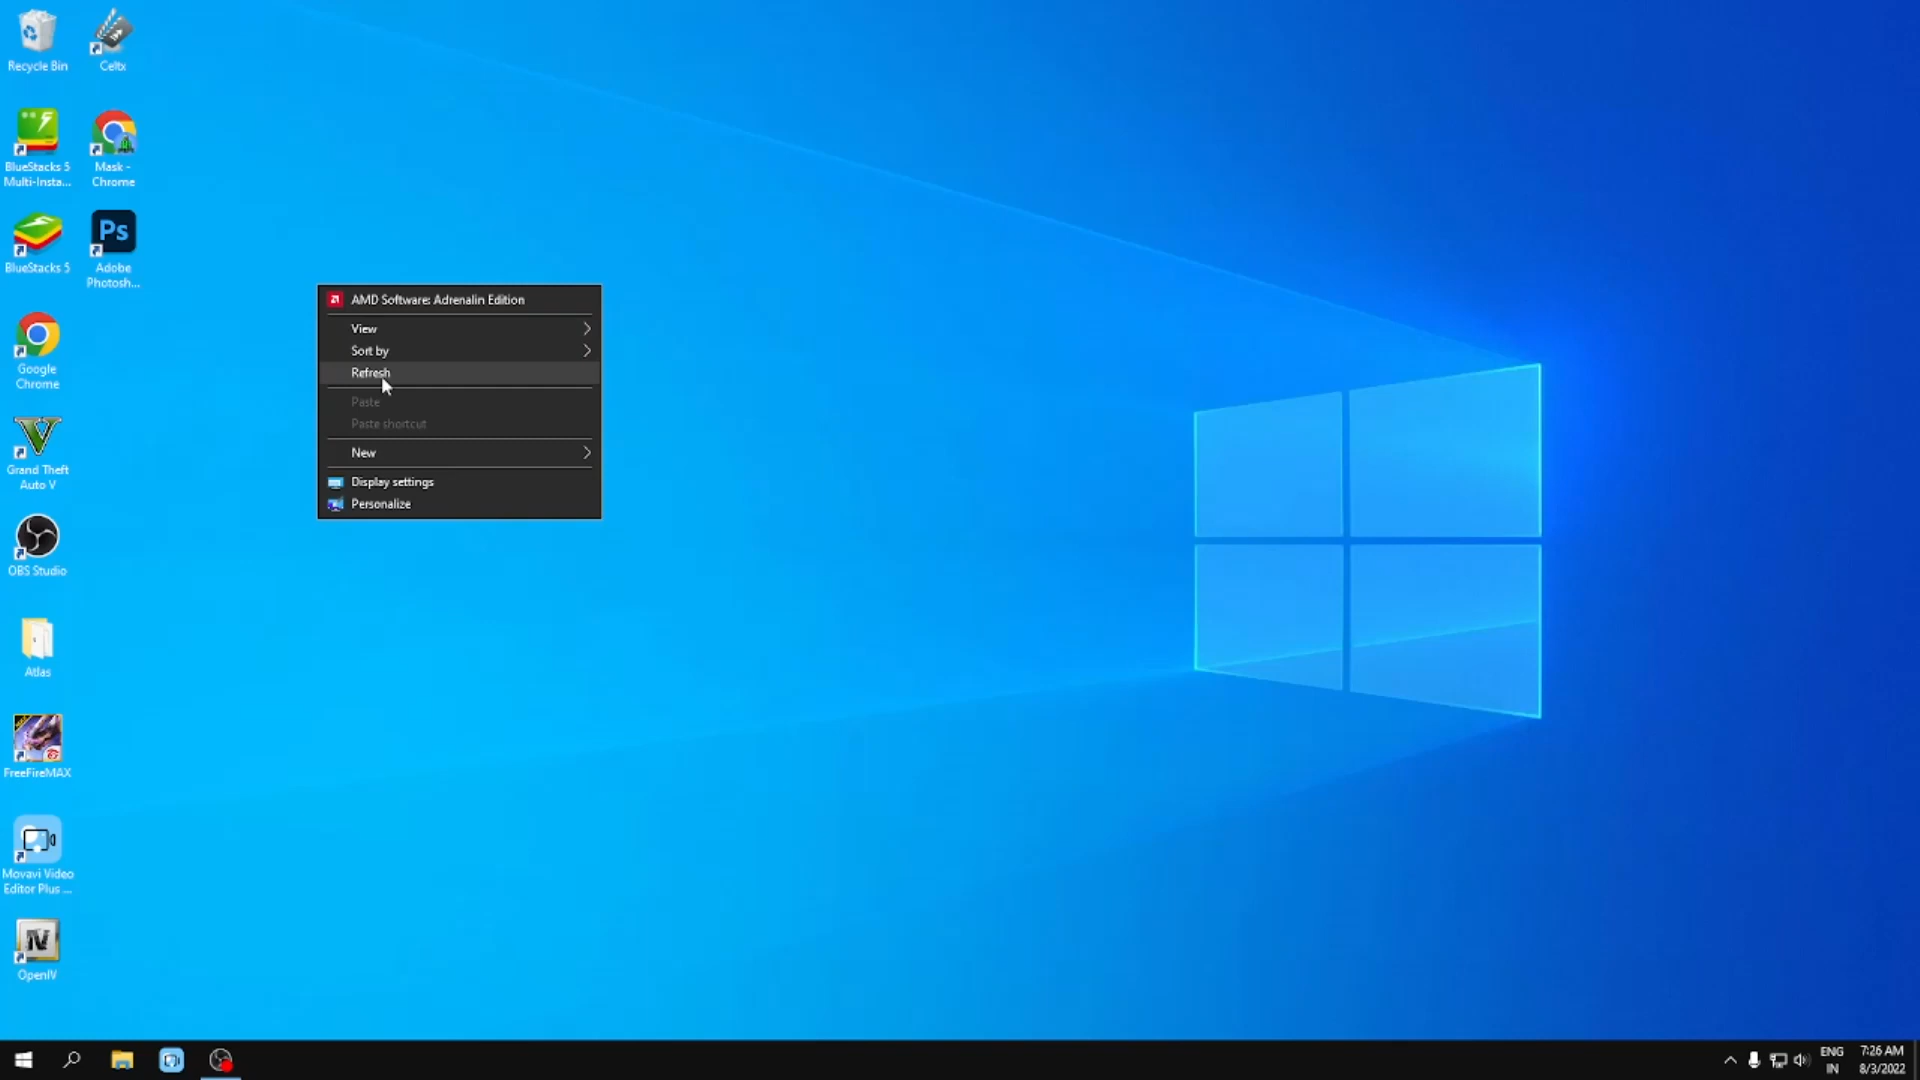 Recycle Bin
Celtx
BlueStacks 5
Multi-Insta...
Mask -
Chrome
BlueStacks 5
Ps
Adobe
Photosh...
Google
Chrome
Grand Theft
Auto V
OBS Studio
Atlas
FreeFireMAX
Movavi Video
Editor Plus ...
OpenIV
AMD Software: Adrenalin Edition
View
Sort by
Refresh
Paste
Paste shortcut
New
Display settings
Personalize
ENG
IN
7:26 AM
8/3/2022